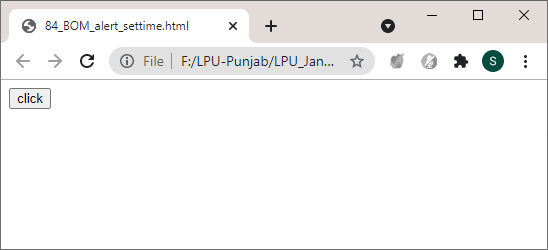 84_BOM_alert_settime.html
File F:/LPU-Punjab/LPU_Jan... S
click